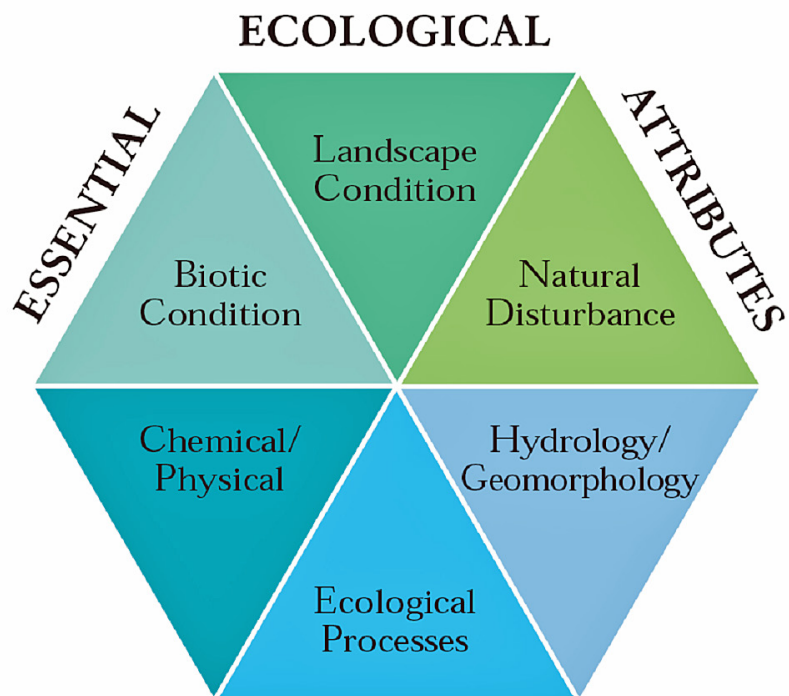 ESSENTIAL
ECOLOGICAL
ATTRIBUTES
Landscape
Condition
Biotic
Condition
Natural
Disturbance
Chemical/
Physical
Hydrology/
Geomorphology
Ecological
Processes